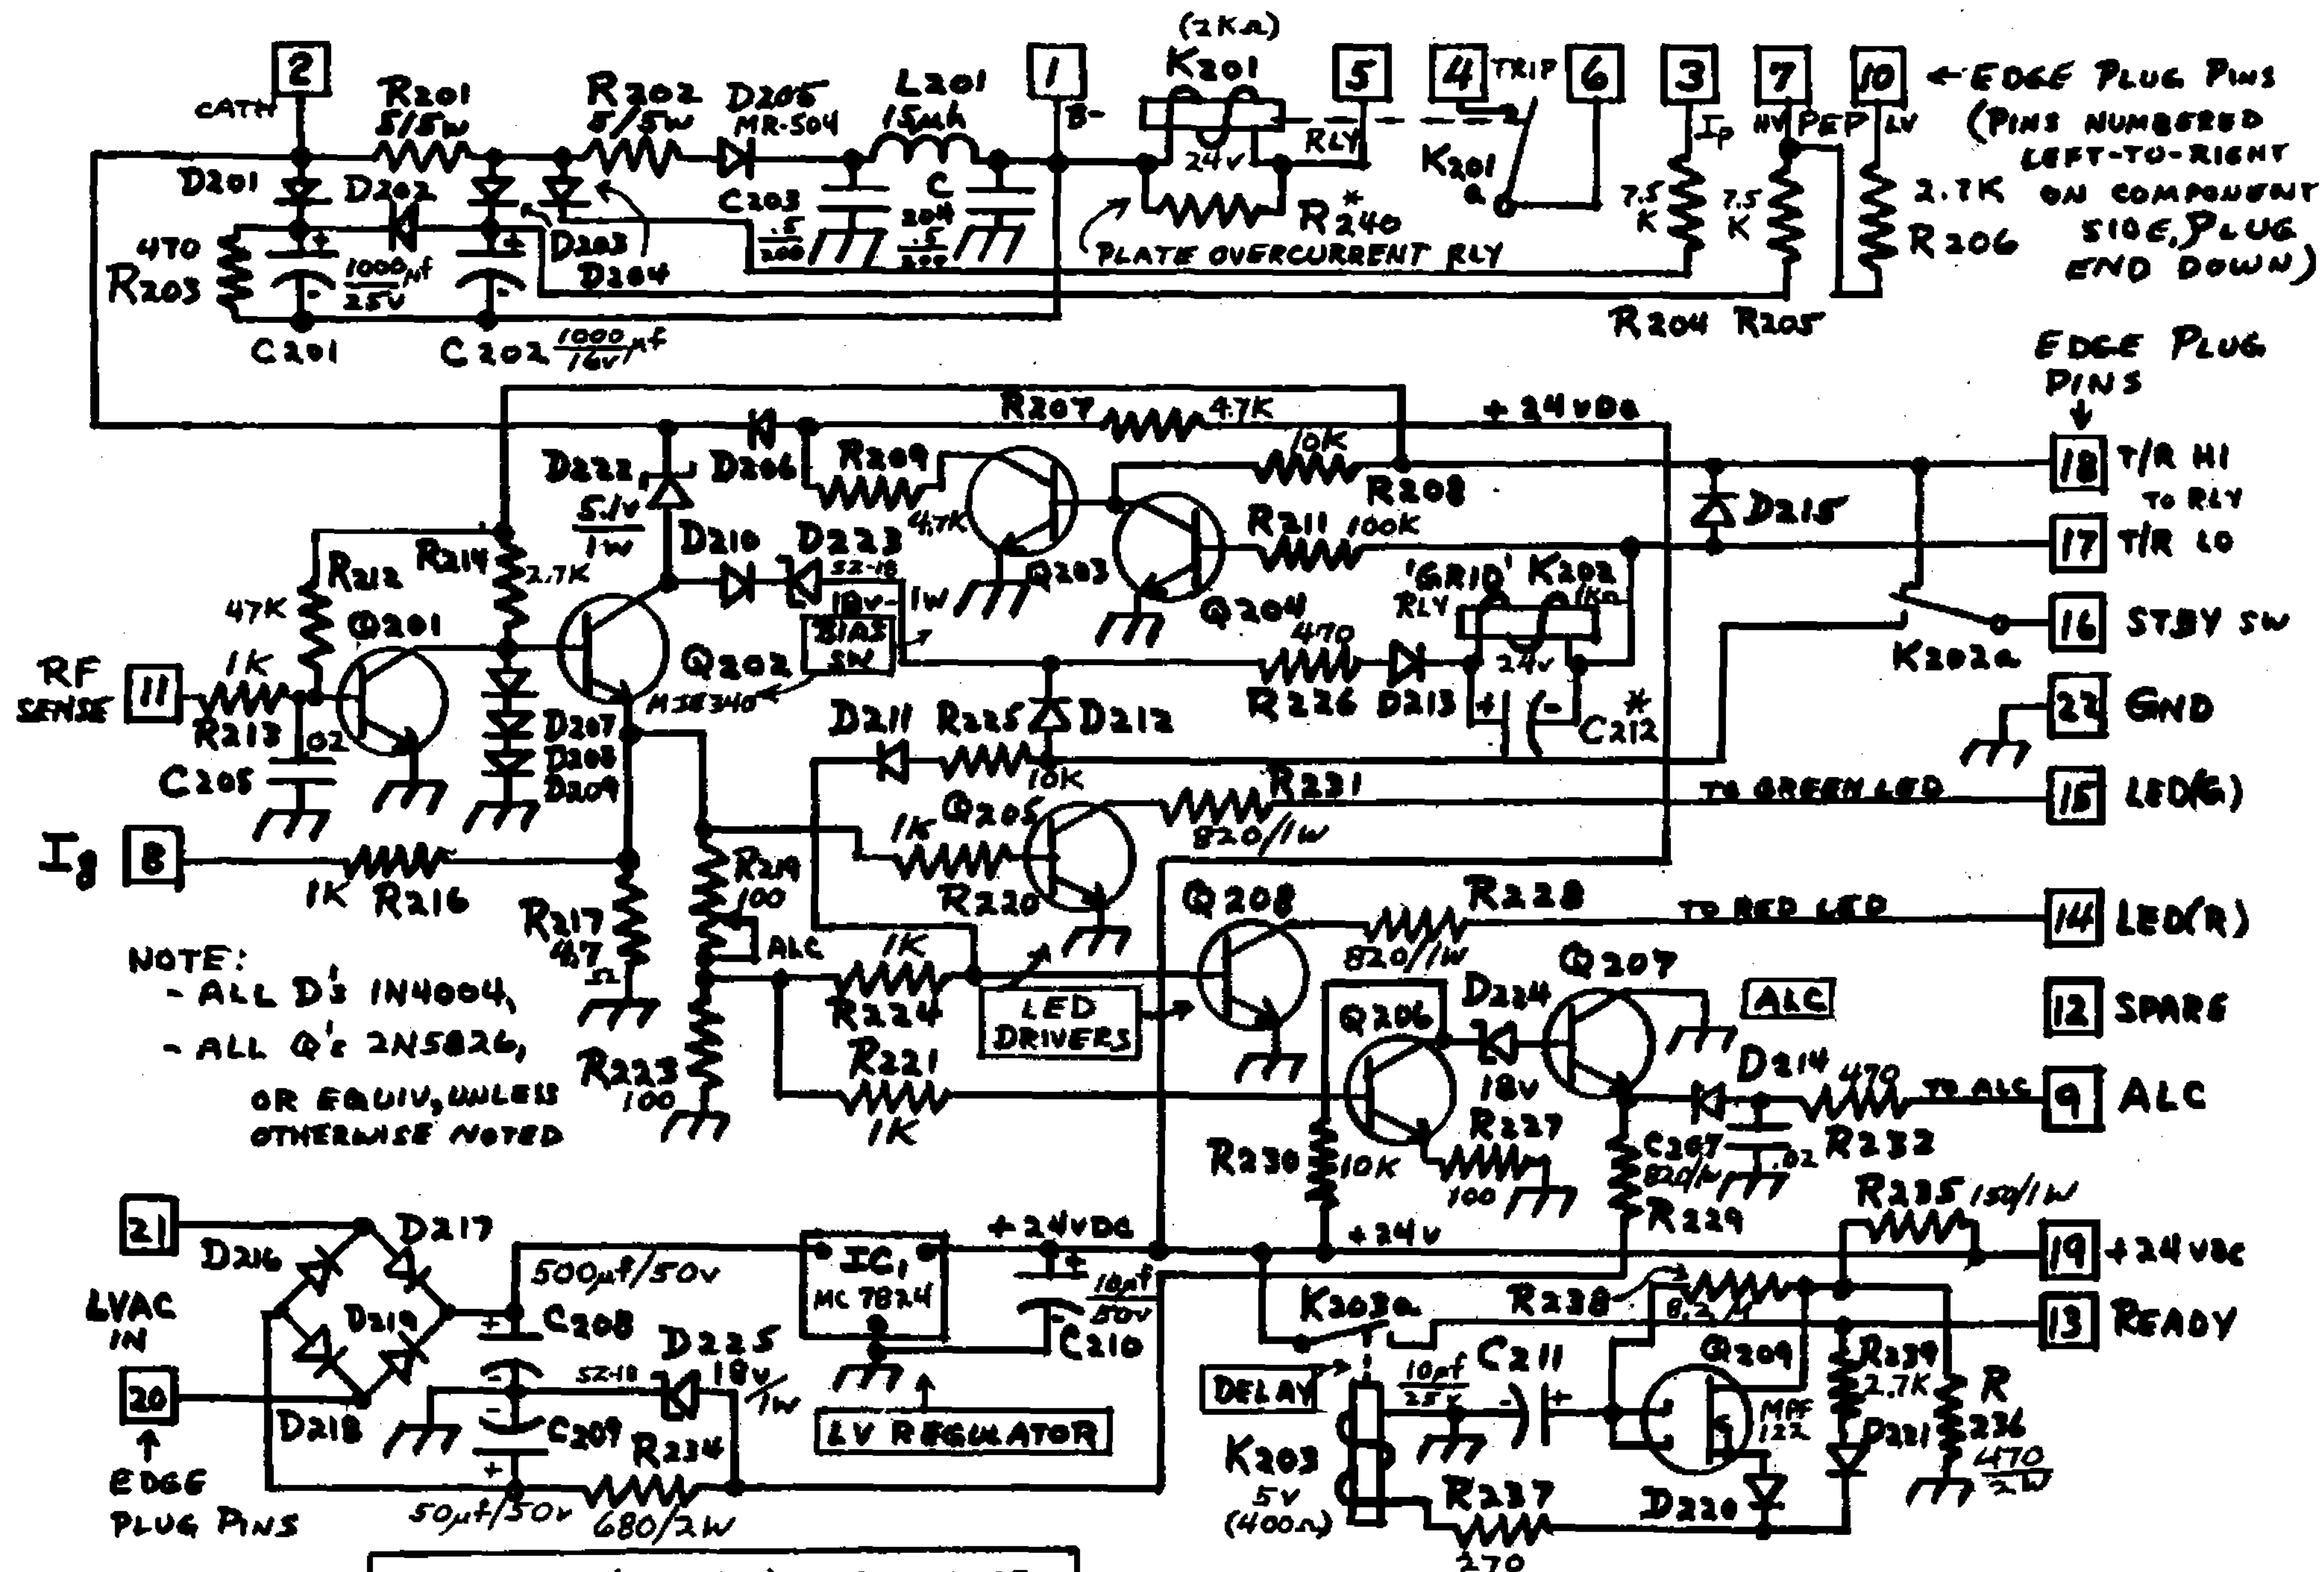 (2KΩ)
2
1
K201
5
4
TRIP
6
3
7
10
← EDGE PLUG PINS
CATH
R201
5/5W
R202
5/5W
D205
MR-504
L201
15μh
B-
RLY
K201
a
Ip
HV PEP LV
(PINS NUMBERED
LEFT-TO-RIGHT
ON COMPONENT
SIDE, PLUG
END DOWN)
24V
D201
D202
C203
.5
200
C
204
.5
200
R240*
7.5
K
7.5
K
2.7K
R206
470
R203
1000μf
25V
D203
D204
PLATE OVERCURRENT RLY
C201
C202 1000/16V μf
R204
R205
EDGE PLUG
PINS
R207
4.7K
+24VDC
D222
5.1V
1W
D206
R209
4.7K
10K
R208
18
T/R HI
TO RLY
D215
R214
2.7K
D210
D223
SZ-18
18V-1W
Q203
R211
100K
17
T/R LO
R212
47K
Q201
Q204
'GRID'
RLY
K202
1KΩ
16
STBY SW
K202a
RF
SENSE
11
1K
R213
.02
C205
Q202
MJE340
BIAS
SW
470
R226
D213
24V
*
C212
22
GND
D207
D208
D209
D211
R225
10K
D212
TO GREEN LED
15
LED(G)
R231
820/1W
Q205
Ig
8
1K R216
R217
4.7
Ω
R219
100
1K
R220
ALC
Q208
R228
820/1W
TO RED LED
14
LED(R)
NOTE:
- ALL D's 1N4004,
- ALL Q's 2N5826,
OR EQUIV, UNLESS
OTHERWISE NOTED
1K
R224
LED
DRIVERS
R223
100
R221
1K
Q206
D224
18V
Q207
ALC
12
SPARE
D214
470
R232
TO ALC
9
ALC
R230
10K
R227
100
C207
.02
820/1W
R229
R235 150/1W
21
D216
D217
D219
D218
LVAC
IN
20
EDGE
PLUG PINS
500μf/50V
C208
IC1
MC 7824
+24VDC
10μf
50V
C210
+24V
19
+24VDC
K203a
R238
8.2M
13
READY
D225
SZ-18
18V
/1W
C209
50μf/50V
R234
680/2W
LV REGULATOR
DELAY
10μf
25V
C211
Q209
MPF
122
R239
2.7K
D221
R
236
470
2W
K203
5V
(400Ω)
R237
270
D220